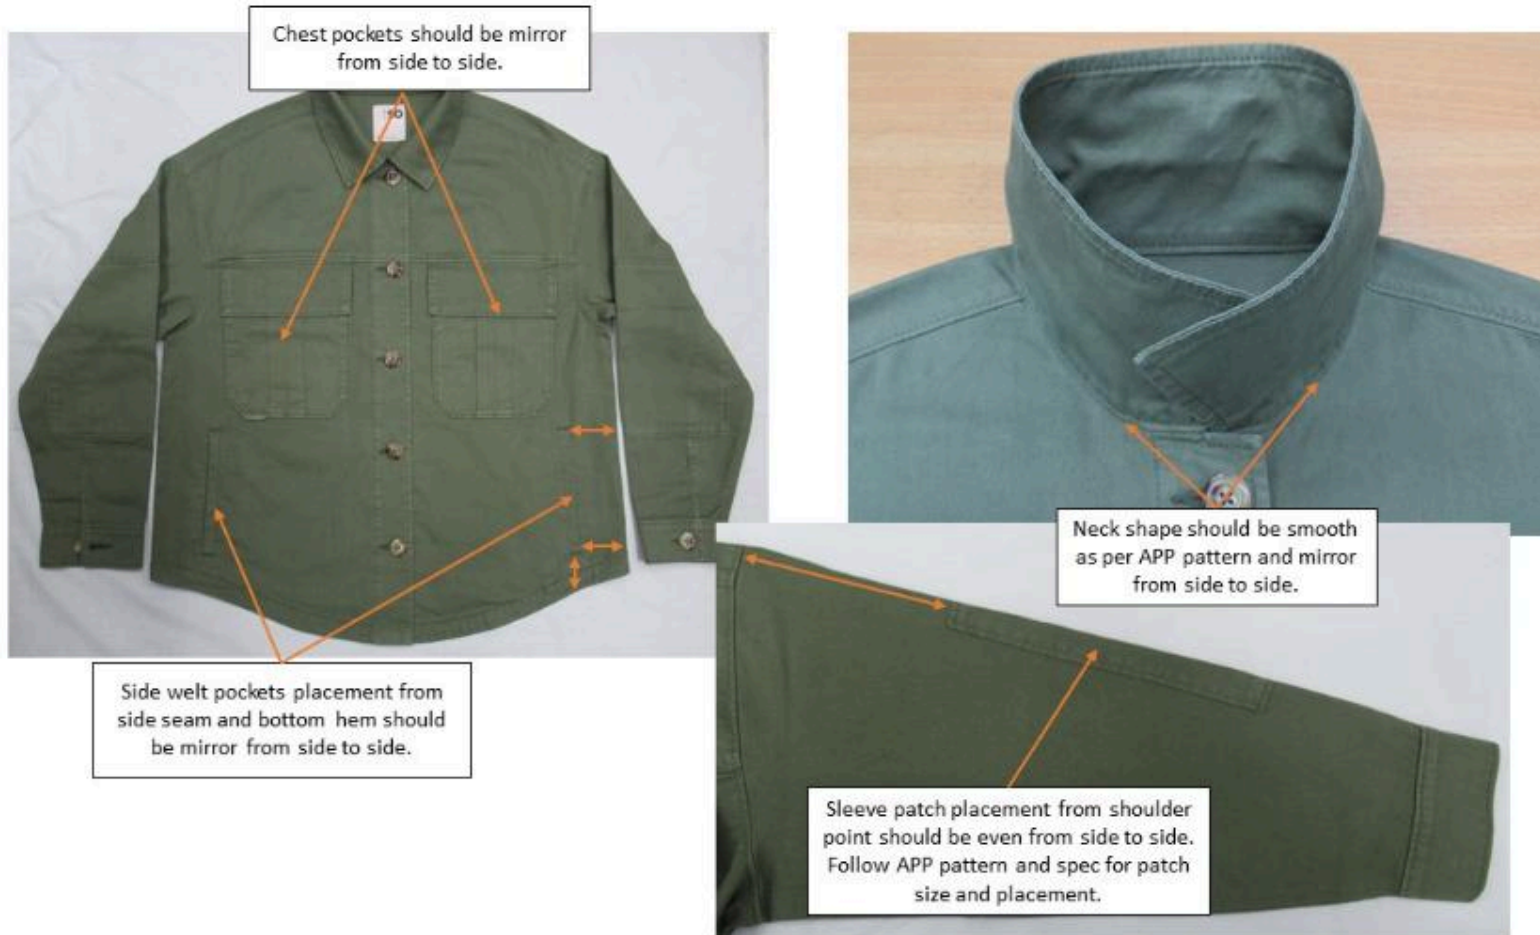 Chest pockets should be mirror
from side to side.
10
Neck shape should be smooth
as per APP pattern and mirror
from side to side.
Side welt pockets placement from
side seam and bottom hem should
be mirror from side to side.
Sleeve patch placement from shoulder
point should be even from side to side.
Follow APP pattern and spec for patch
size and placement.